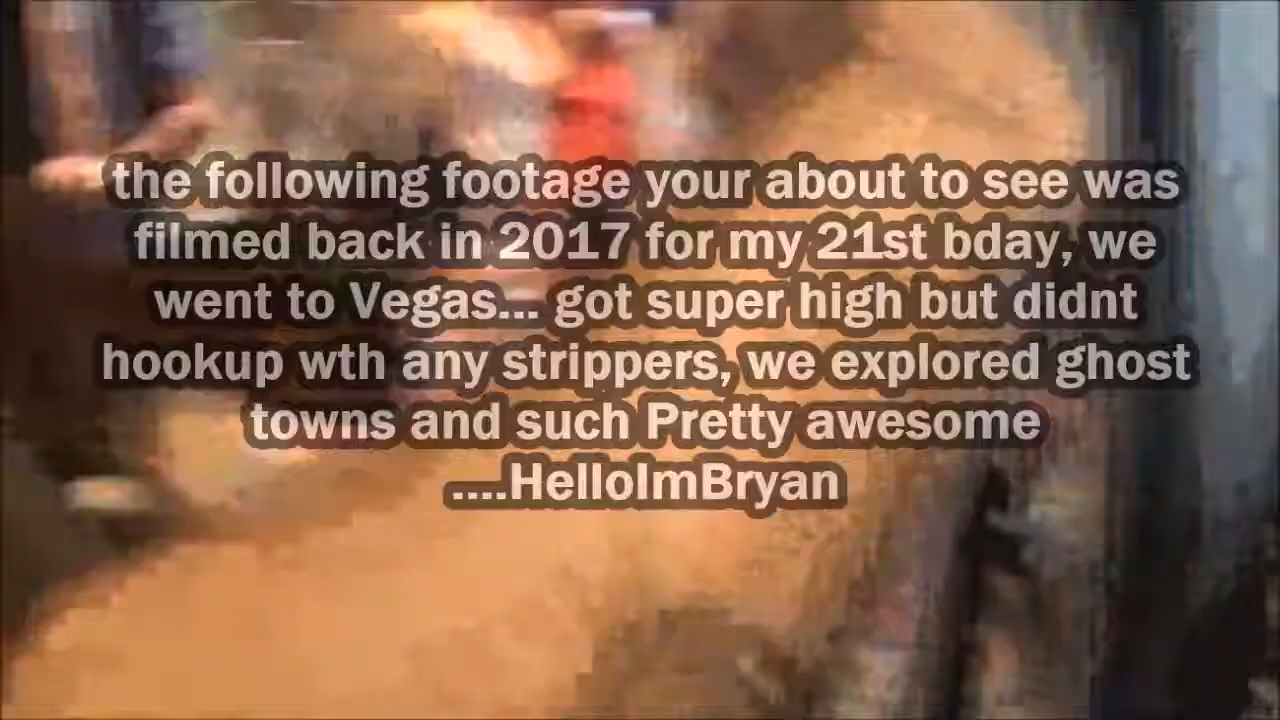 the following footage your about to see was
filmed back in 2017 for my 21st bday, we
went to Vegas... got super high but didnt
hookup wth any strippers, we explored ghost
towns and such Pretty awesome
....HelloImBryan